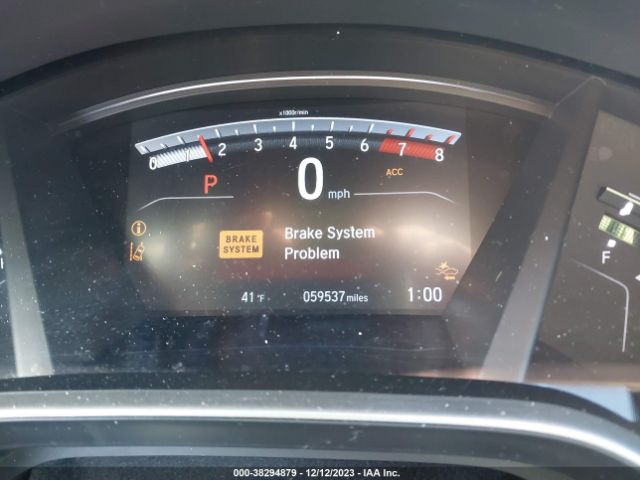 x1000r/min
0 1 2 3 4 5 6 7 8
P 0 mph ACC
BRAKE SYSTEM Brake System
Problem
F
41°F 059537 miles 1:00
000-38294879 - 12/12/2023 - IAA Inc.